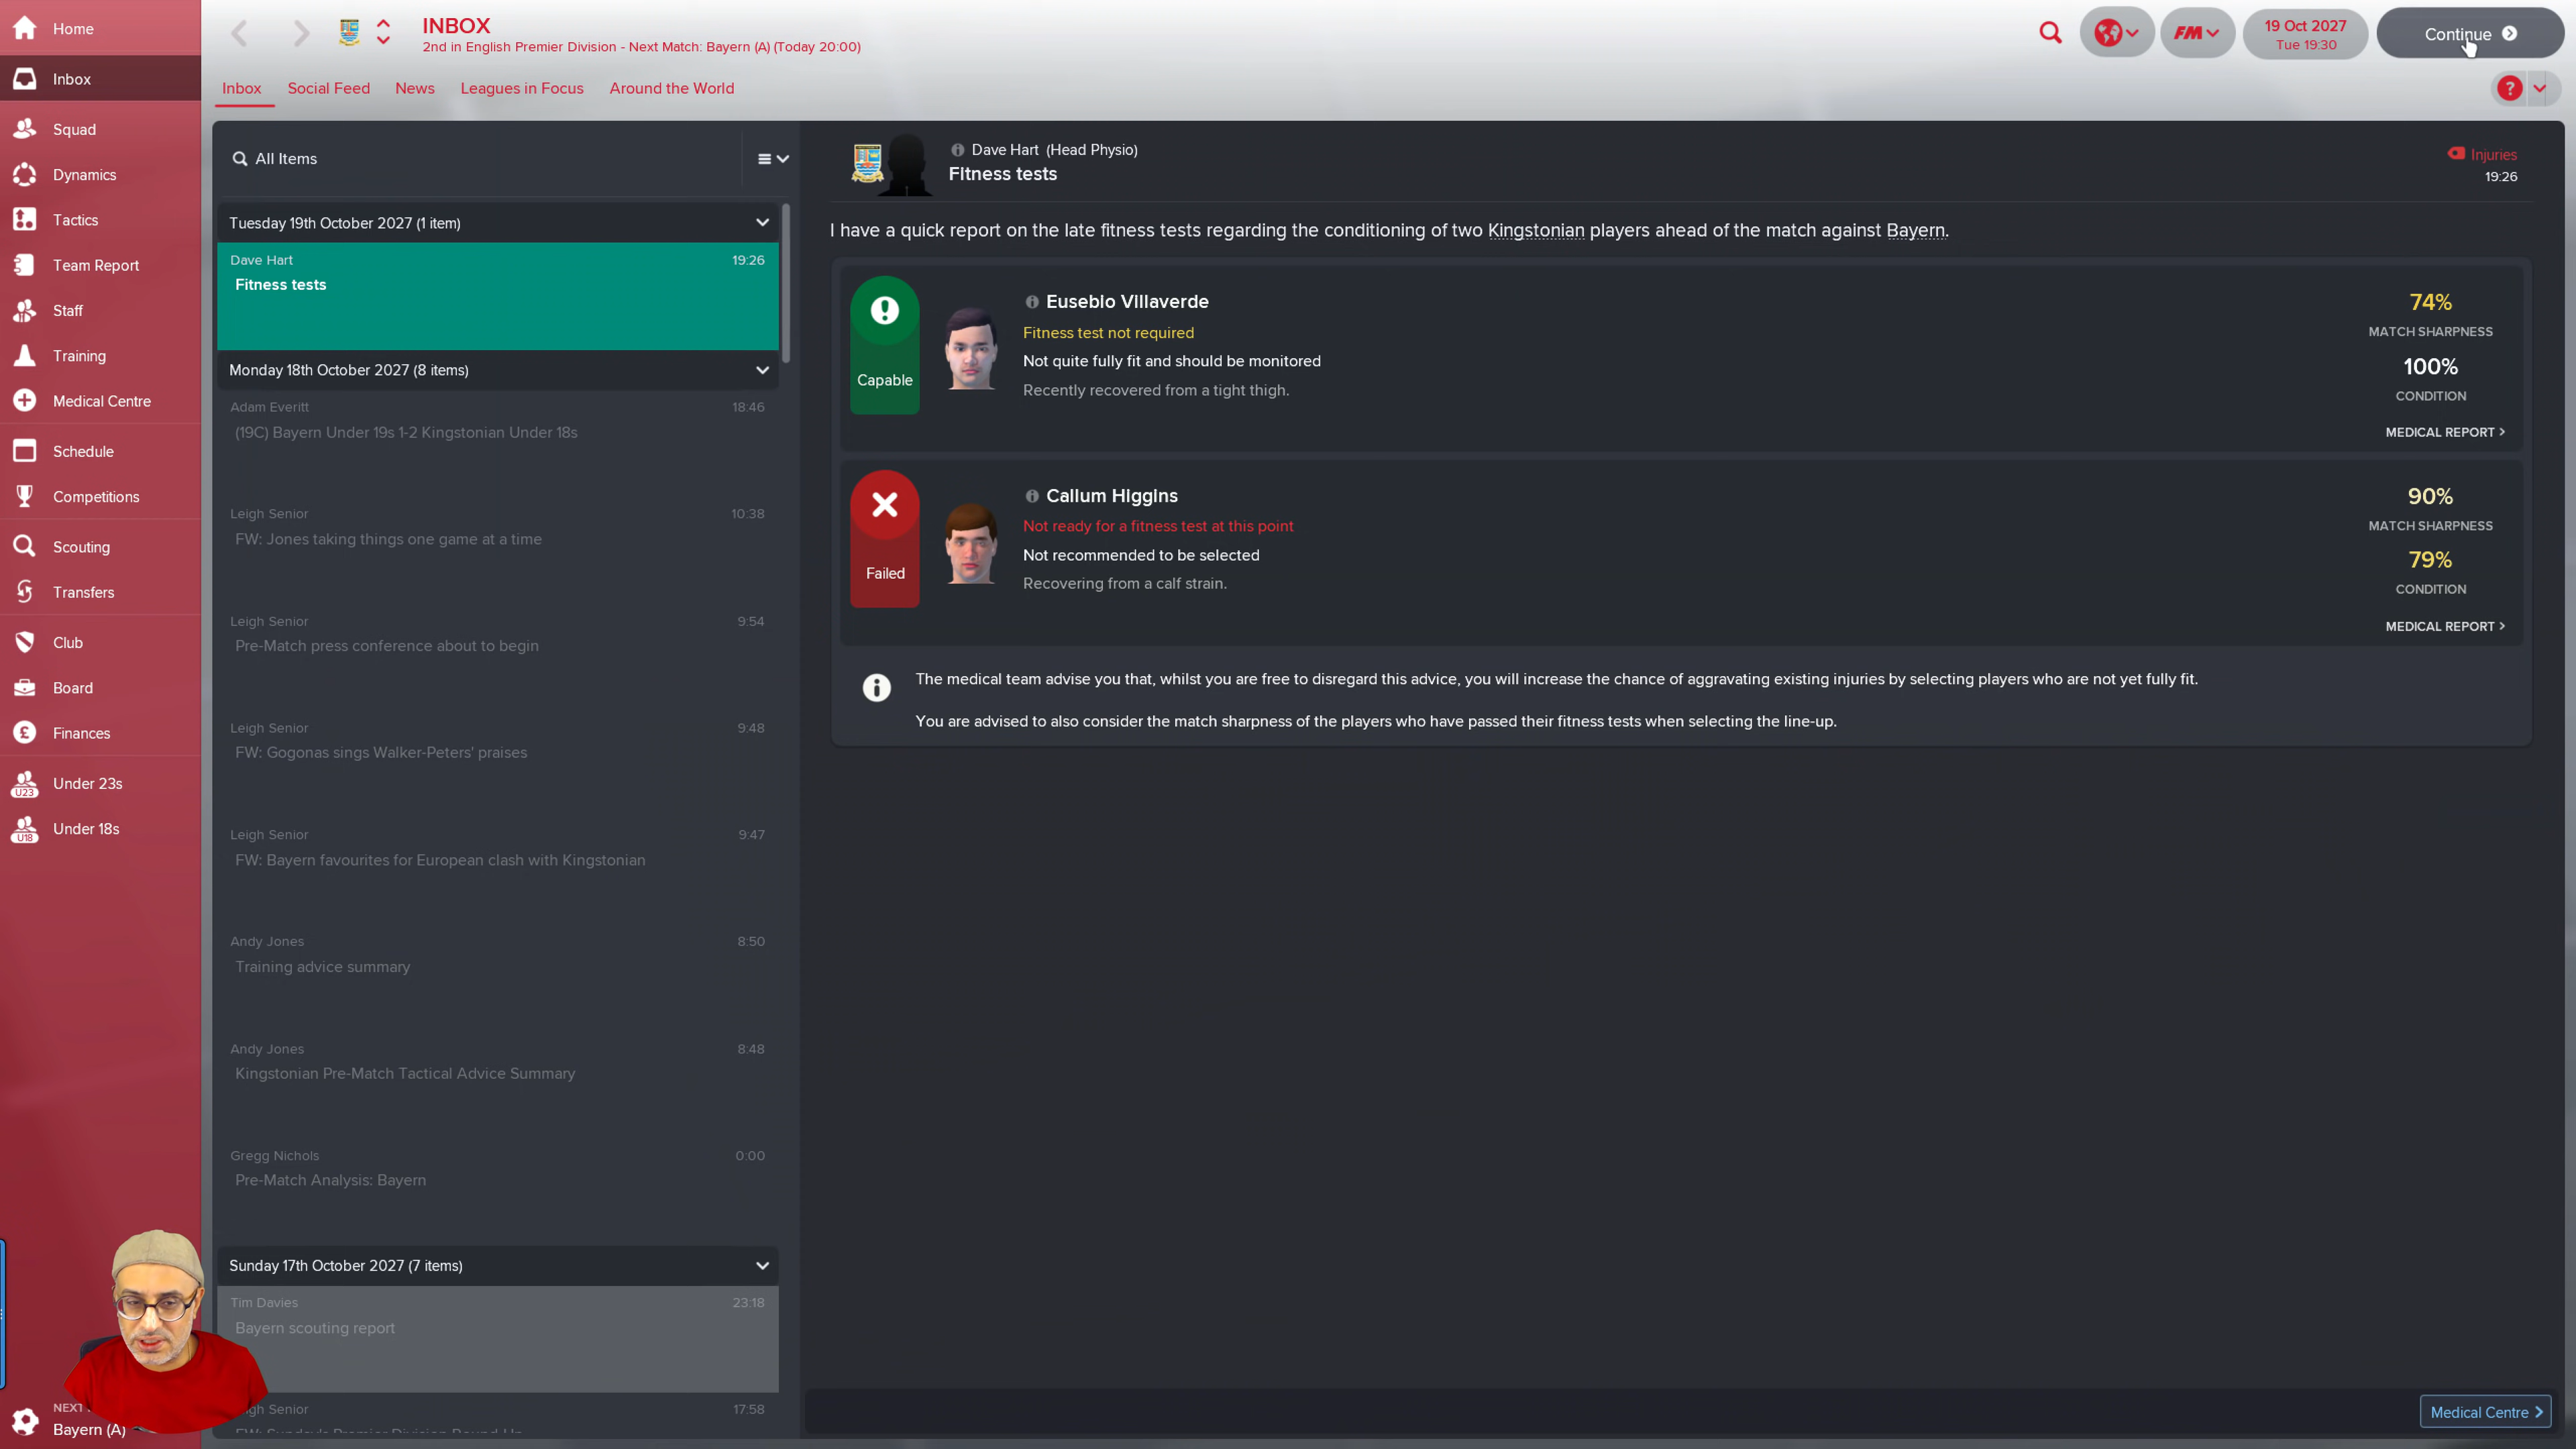 Home
Inbox
Squad
Dynamics
Tactics
Team Report
Staff
Training
Medical Centre
Schedule
Competitions
Scouting
Transfers
Club
Board
Finances
U23
Under 23s
U18
Under 18s
Bayern (A)
INBOX
2nd in English Premier Division - Next Match: Bayern (A) (Today 20:00)
FM
19 Oct 2027
Tue 19:30
Continue
Inbox
Social Feed
News
Leagues in Focus
Around the World
?
All Items
Tuesday 19th October 2027 (1 item)
Dave Hart 19:26
Fitness tests
Monday 18th October 2027 (8 items)
Adam Everitt 18:46
(19C) Bayern Under 19s 1-2 Kingstonian Under 18s
Leigh Senior 10:38
FW: Jones taking things one game at a time
Leigh Senior 9:54
Pre-Match press conference about to begin
Leigh Senior 9:48
FW: Gogonas sings Walker-Peters' praises
Leigh Senior 9:47
FW: Bayern favourites for European clash with Kingstonian
Andy Jones 8:50
Training advice summary
Andy Jones 8:48
Kingstonian Pre-Match Tactical Advice Summary
Gregg Nichols 0:00
Pre-Match Analysis: Bayern
Sunday 17th October 2027 (7 items)
Tim Davies 23:18
Bayern scouting report
Senior 17:58
Dave Hart (Head Physio)
Fitness tests
Injuries
19:26
I have a quick report on the late fitness tests regarding the conditioning of two Kingstonian players ahead of the match against Bayern.
Capable
Eusebio Villaverde
Fitness test not required
Not quite fully fit and should be monitored
Recently recovered from a tight thigh.
74%
MATCH SHARPNESS
100%
CONDITION
MEDICAL REPORT >
Failed
Callum Higgins
Not ready for a fitness test at this point
Not recommended to be selected
Recovering from a calf strain.
90%
MATCH SHARPNESS
79%
CONDITION
MEDICAL REPORT >
The medical team advise you that, whilst you are free to disregard this advice, you will increase the chance of aggravating existing injuries by selecting players who are not yet fully fit.
You are advised to also consider the match sharpness of the players who have passed their fitness tests when selecting the line-up.
Medical Centre >